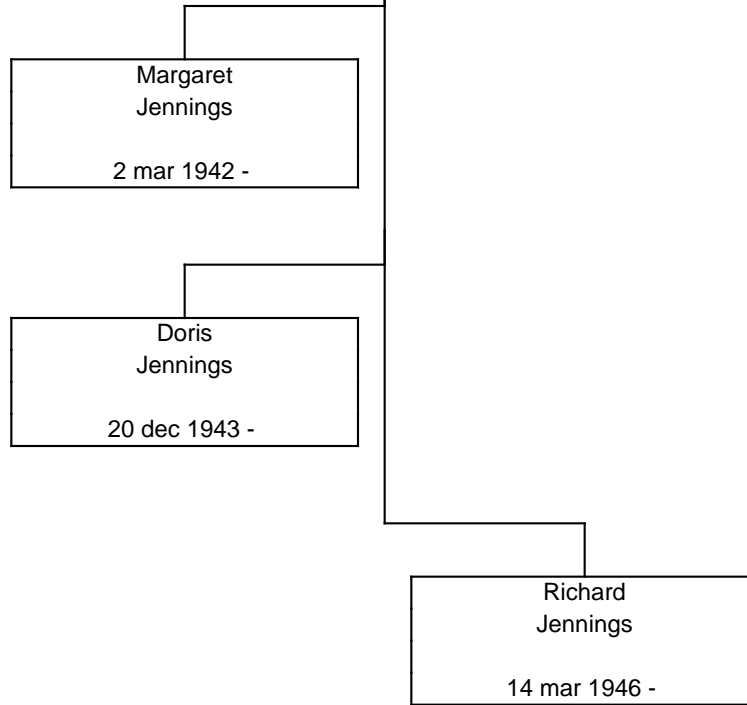 Margaret
Jennings
2 mar 1942 -
Doris
Jennings
20 dec 1943 -
Richard
Jennings
14 mar 1946 -